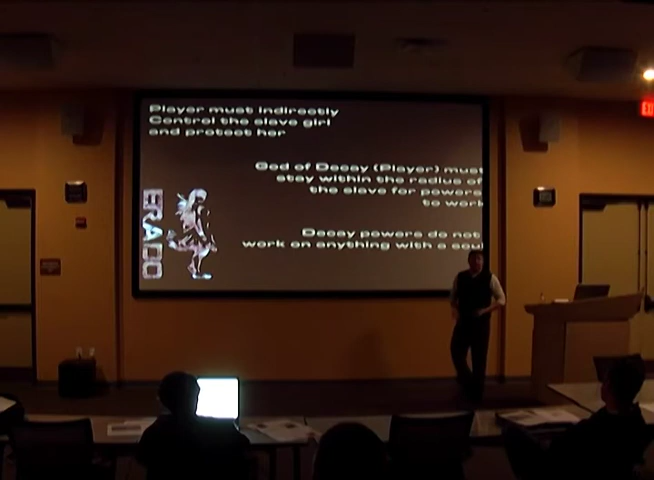 Player must indirectly
Control the slave girl
and protect her
God of Decay (Player) must
stay within the radius of
the slave for powers
to work
Decay powers do not
work on anything with a soul
ERADO